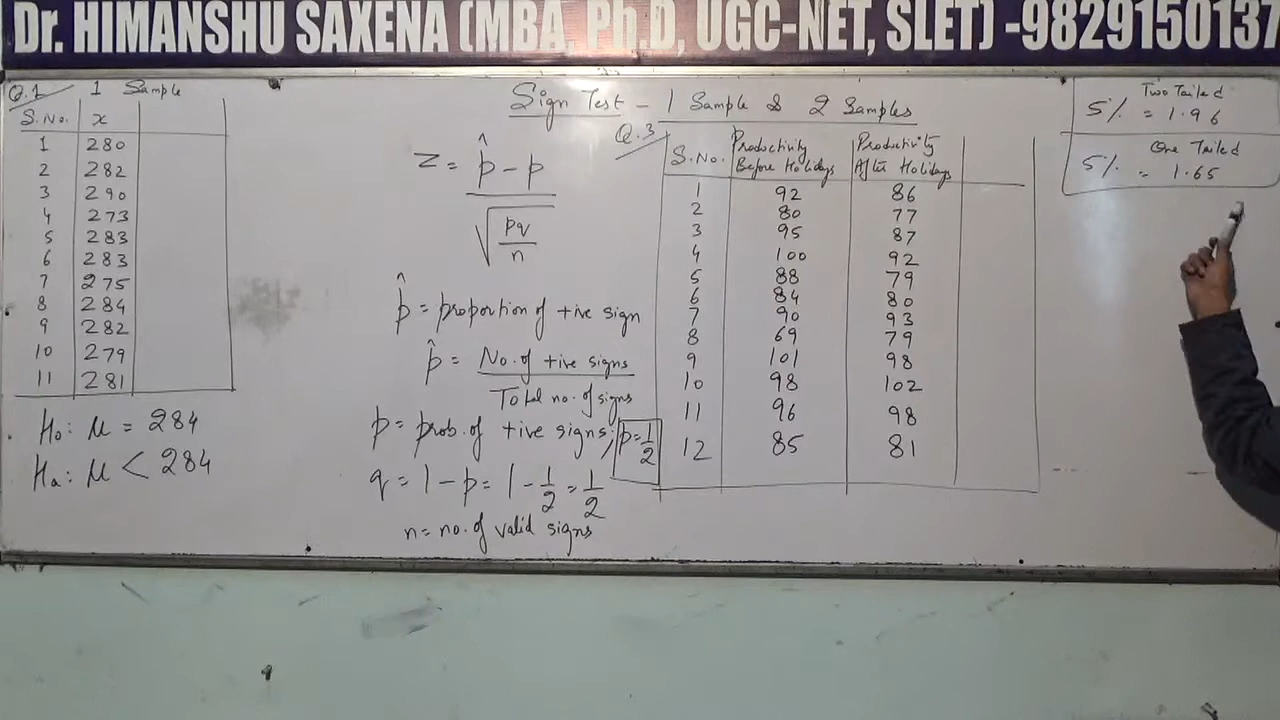 Dr. HIMANSHU SAXENA (MBA, Ph.D, UGC-NET, SLET) -9829150137
Q.1 1 Sample
S.No. x
1 280
2 282
3 290
4 273
5 283
6 283
7 275
8 284
9 282
10 279
11 281
H₀: μ = 284
Hₐ: μ < 284
Sign Test - 1 Sample & 2 Samples
Z = p̂ - p
√ pq
n
p̂ = proportion of +ive sign
p̂ = No. of +ive signs
Total no. of signs
p = prob. of +ive signs; p = 1/2
q = 1 - p = 1 - 1/2 = 1/2
n = no. of valid signs
Q.3
S.No. Productivity Before Holidays Productivity After Holidays
1 92 86
2 80 77
3 95 87
4 100 92
5 88 79
6 84 80
7 90 93
8 69 79
9 101 98
10 98 102
11 96 98
12 85 81
Two Tailed
5% = 1.96
One Tailed
5% = 1.65